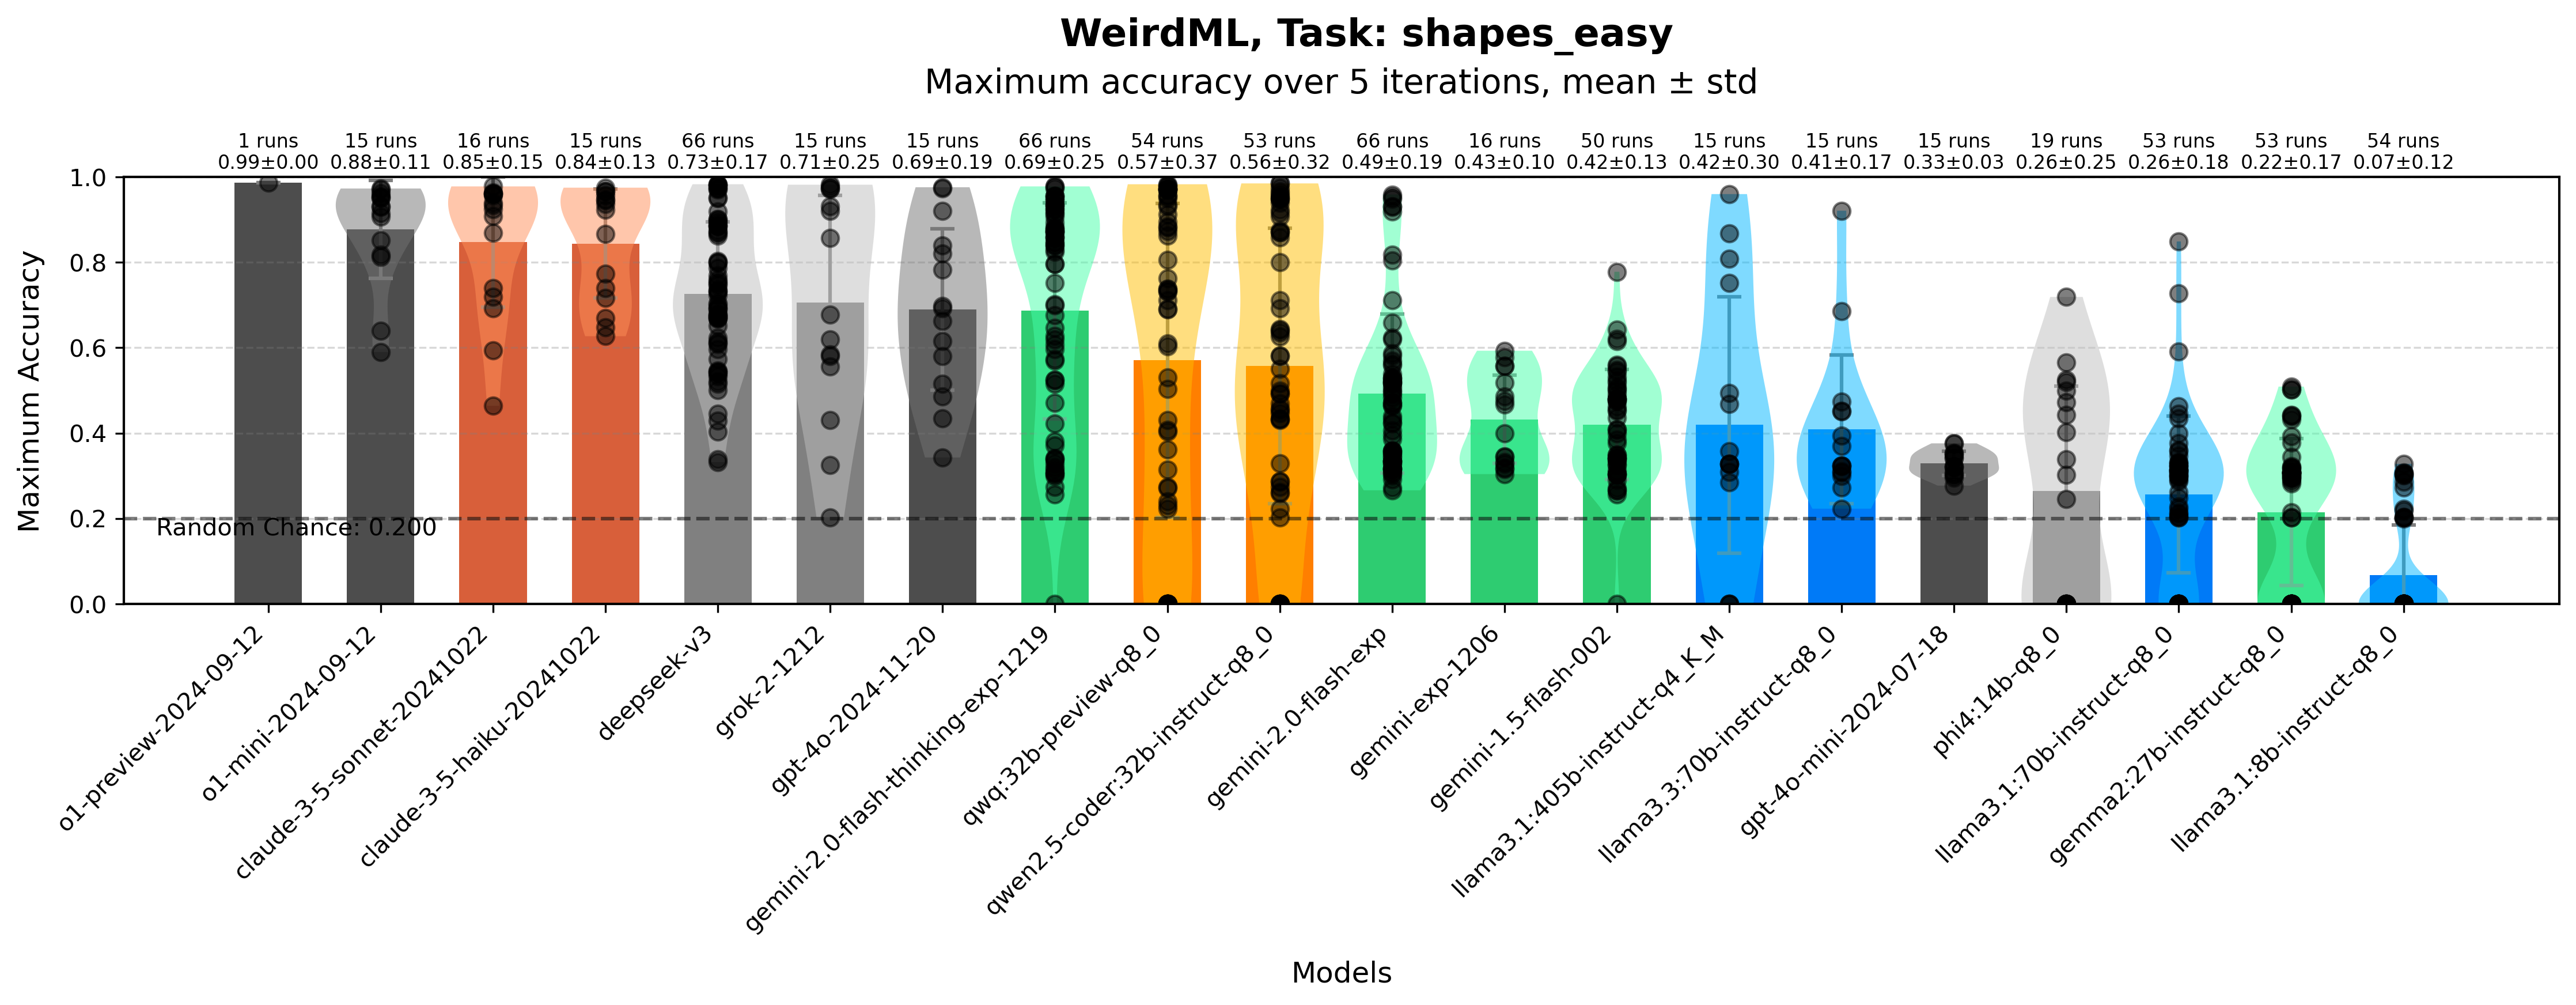 WeirdML, Task: shapes_easy
Maximum accuracy over 5 iterations, mean ± std
1 runs 15 runs 16 runs 15 runs 66 runs 15 runs 15 runs 66 runs 54 runs 53 runs 66 runs 16 runs 50 runs 15 runs 15 runs 15 runs 19 runs 53 runs 53 runs 54 runs
0.99±0.00 0.88±0.11 0.85±0.15 0.84±0.13 0.73±0.17 0.71±0.25 0.69±0.19 0.69±0.25 0.57±0.37 0.56±0.32 0.49±0.19 0.43±0.10 0.42±0.13 0.42±0.30 0.41±0.17 0.33±0.03 0.26±0.25 0.26±0.18 0.22±0.17 0.07±0.12
Maximum Accuracy
1.0
0.8
0.6
0.4
0.2
0.0
Random Chance: 0.200
o1-preview-2024-09-12
o1-mini-2024-09-12
claude-3-5-sonnet-20241022
claude-3-5-haiku-20241022
deepseek-v3
grok-2-1212
gpt-4o-2024-11-20
gemini-2.0-flash-thinking-exp-1219
qwq:32b-preview-q8_0
qwen2.5-coder:32b-instruct-q8_0
gemini-2.0-flash-exp
gemini-exp-1206
gemini-1.5-flash-002
llama3.1:405b-instruct-q4_K_M
llama3.3:70b-instruct-q8_0
gpt-4o-mini-2024-07-18
phi4:14b-q8_0
llama3.1:70b-instruct-q8_0
gemma2:27b-instruct-q8_0
llama3.1:8b-instruct-q8_0
Models